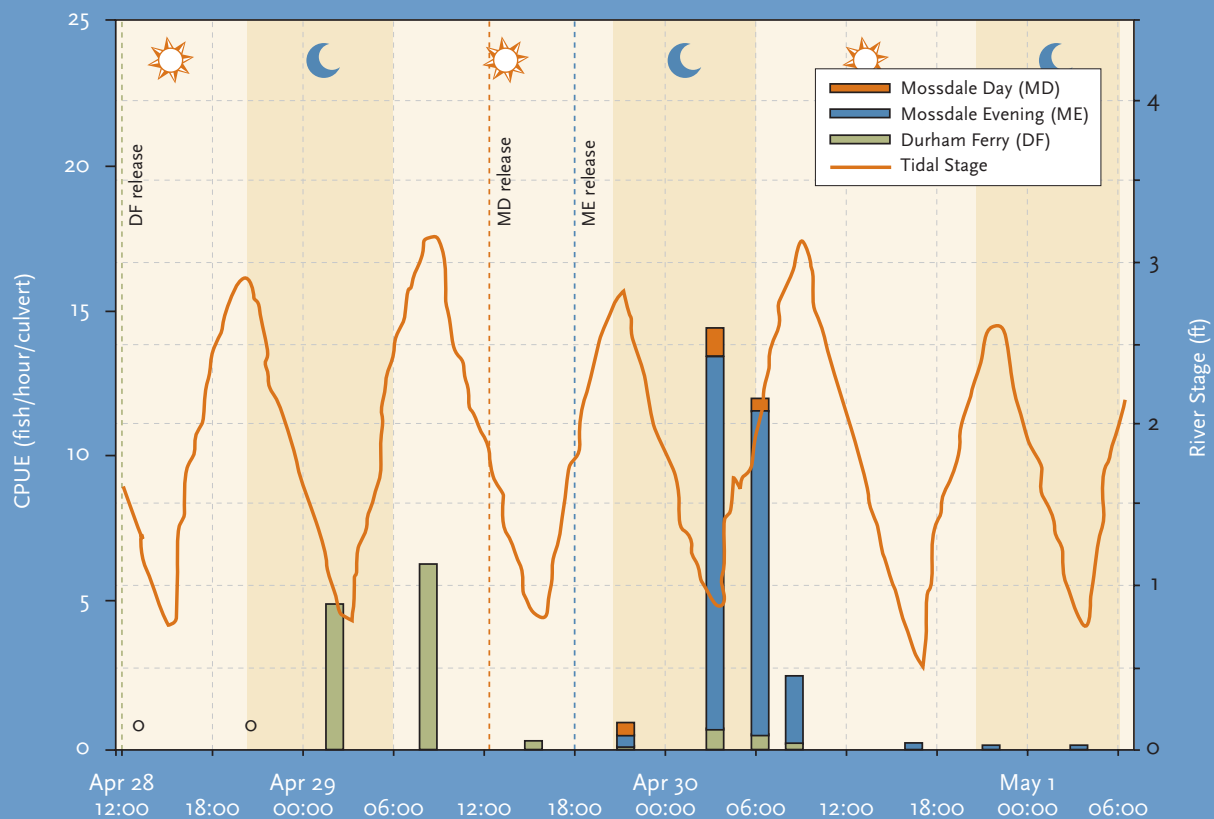 25
20
15
10
5
0
CPUE (fish/hour/culvert)
4
3
2
1
0
River Stage (ft)
DF release
MD release
ME release
Mossdale Day (MD)
Mossdale Evening (ME)
Durham Ferry (DF)
Tidal Stage
0 0
Apr 28 Apr 29 Apr 30 May 1
12:00 18:00 00:00 06:00 12:00 18:00 00:00 06:00 12:00 18:00 00:00 06:00